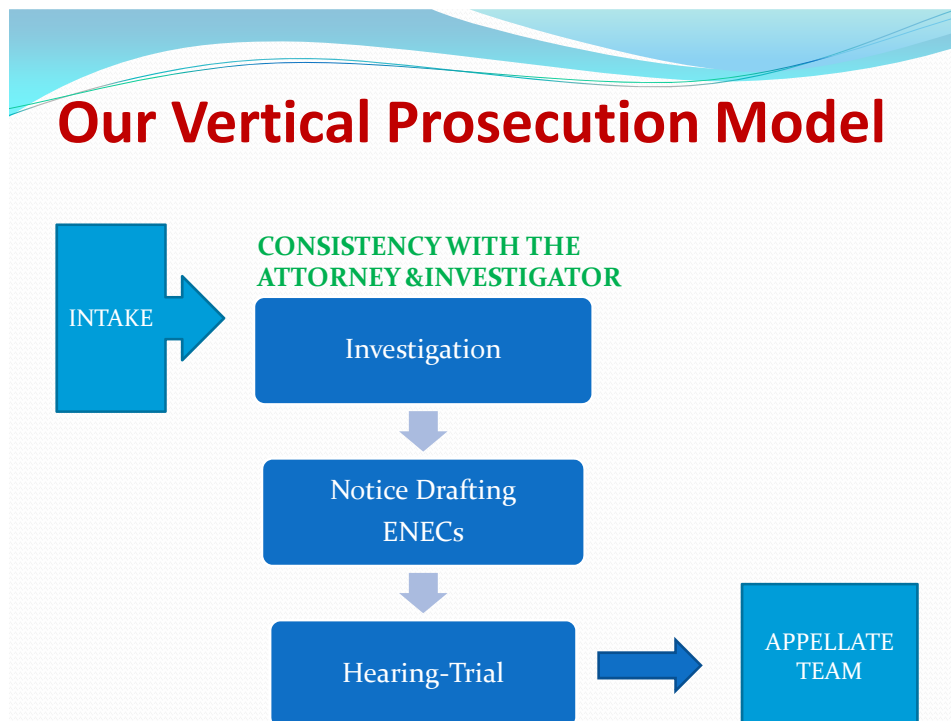 Our Vertical Prosecution Model
INTAKE
CONSISTENCY WITH THE
ATTORNEY &INVESTIGATOR
Investigation
Notice Drafting
ENECs
Hearing-Trial
APPELLATE
TEAM